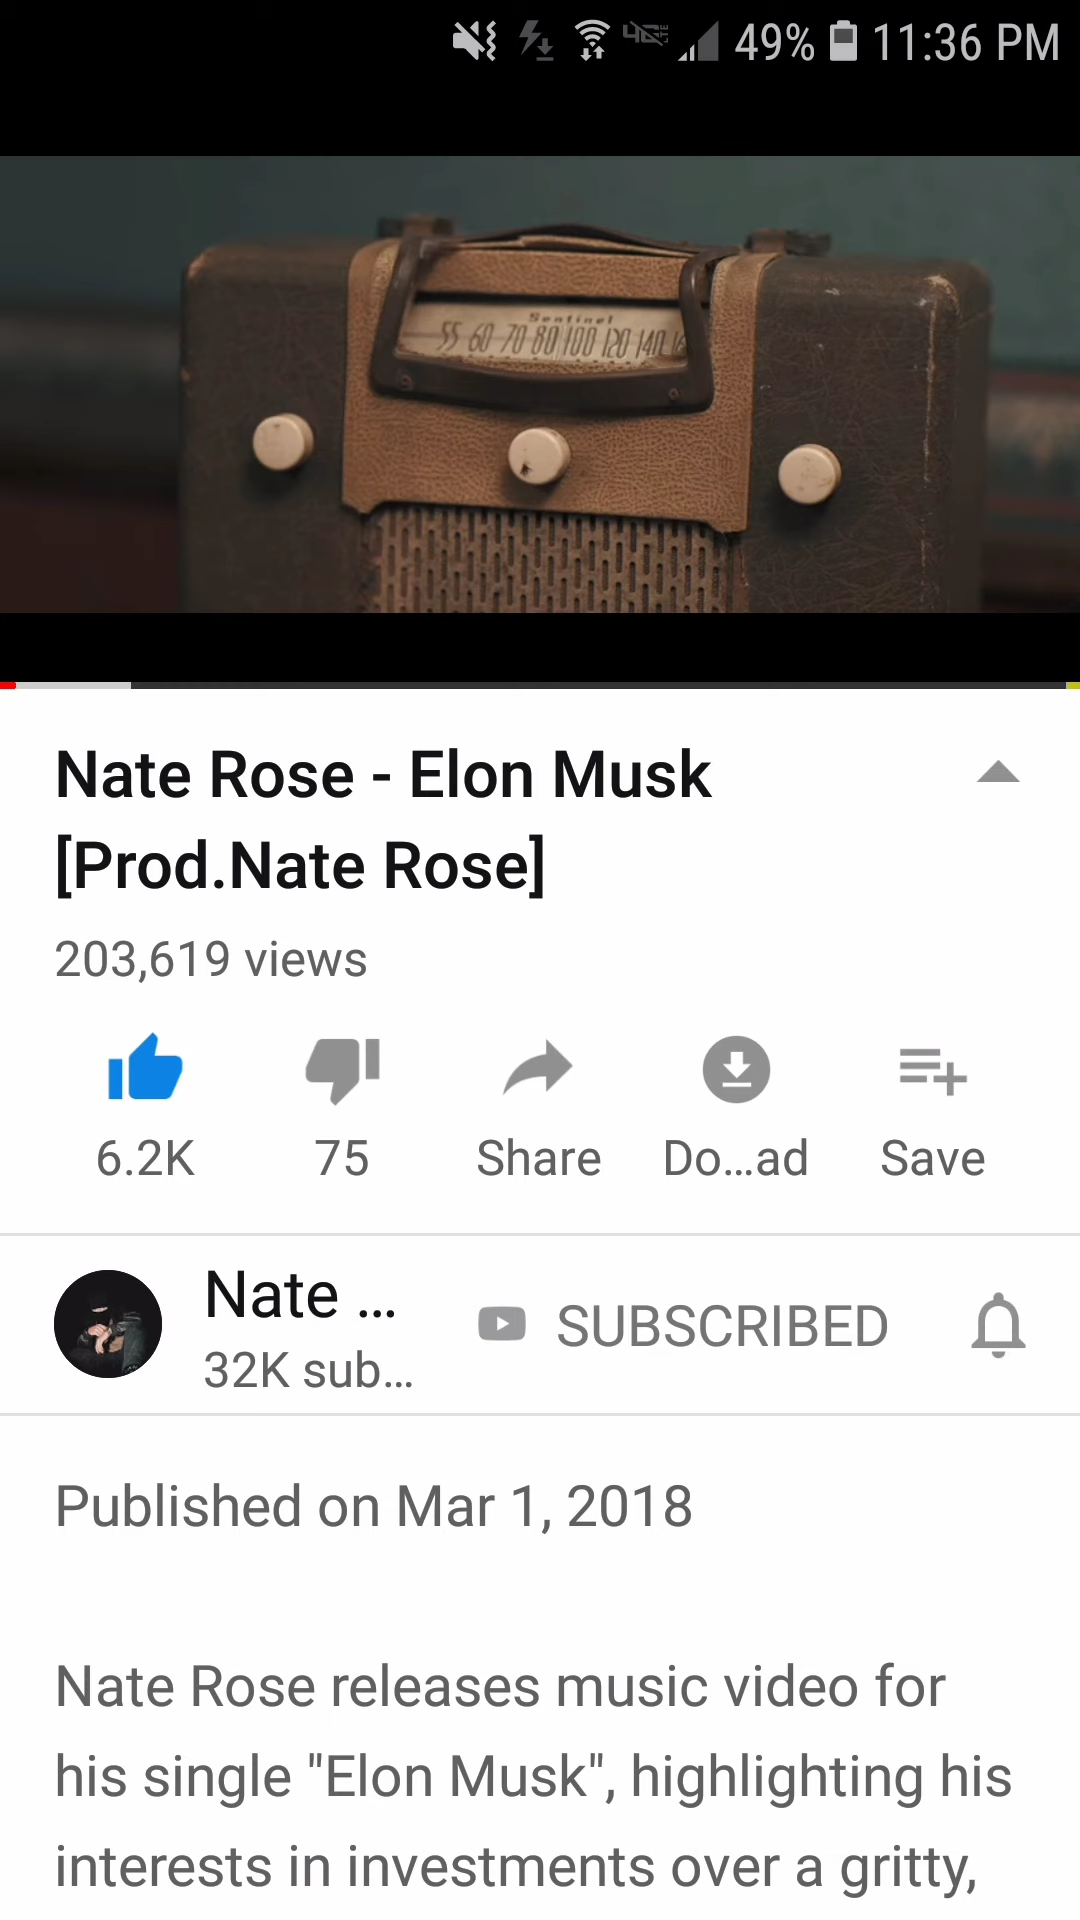 49% 11:36 PM
Sentinel
55 60 70 80 100 120 140
Nate Rose - Elon Musk
[Prod.Nate Rose]
203,619 views
6.2K 75 Share Do...ad Save
Nate ...
32K sub...
SUBSCRIBED
Published on Mar 1, 2018
Nate Rose releases music video for
his single "Elon Musk", highlighting his
interests in investments over a gritty,